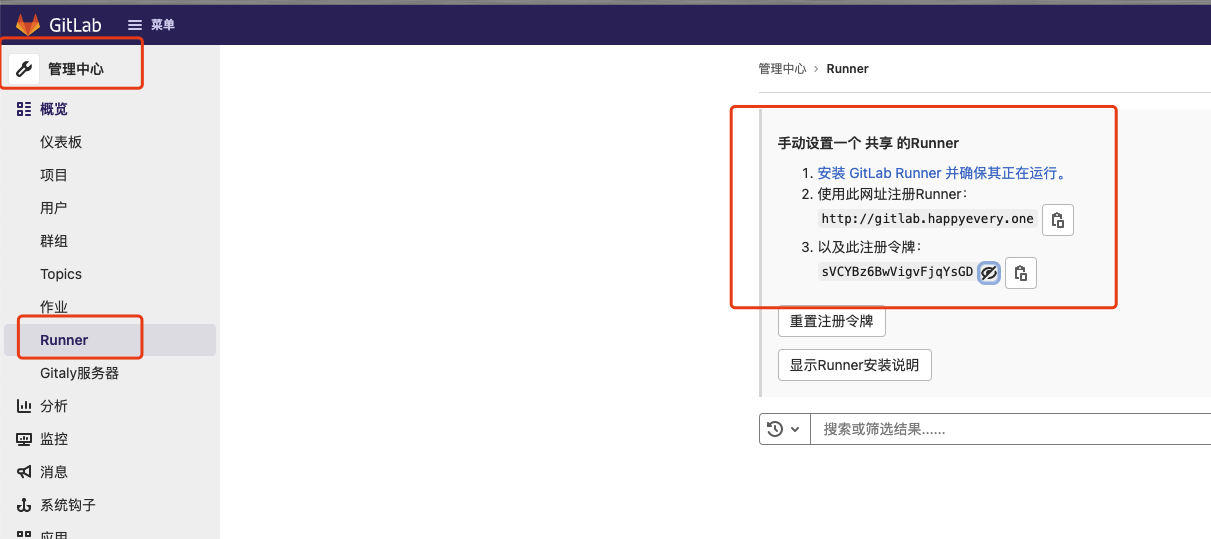 GitLab 菜单
管理中心
概览
仪表板
项目
用户
群组
Topics
作业
Runner
Gitaly服务器
分析
监控
消息
系统钩子
应用
管理中心 › Runner
手动设置一个 共享 的Runner
1. 安装 GitLab Runner 并确保其正在运行。
2. 使用此网址注册Runner：
http://gitlab.happyevery.one
3. 以及此注册令牌：
sVCYBz6BwVigvFjqYsGD
重置注册令牌
显示Runner安装说明
搜索或筛选结果......